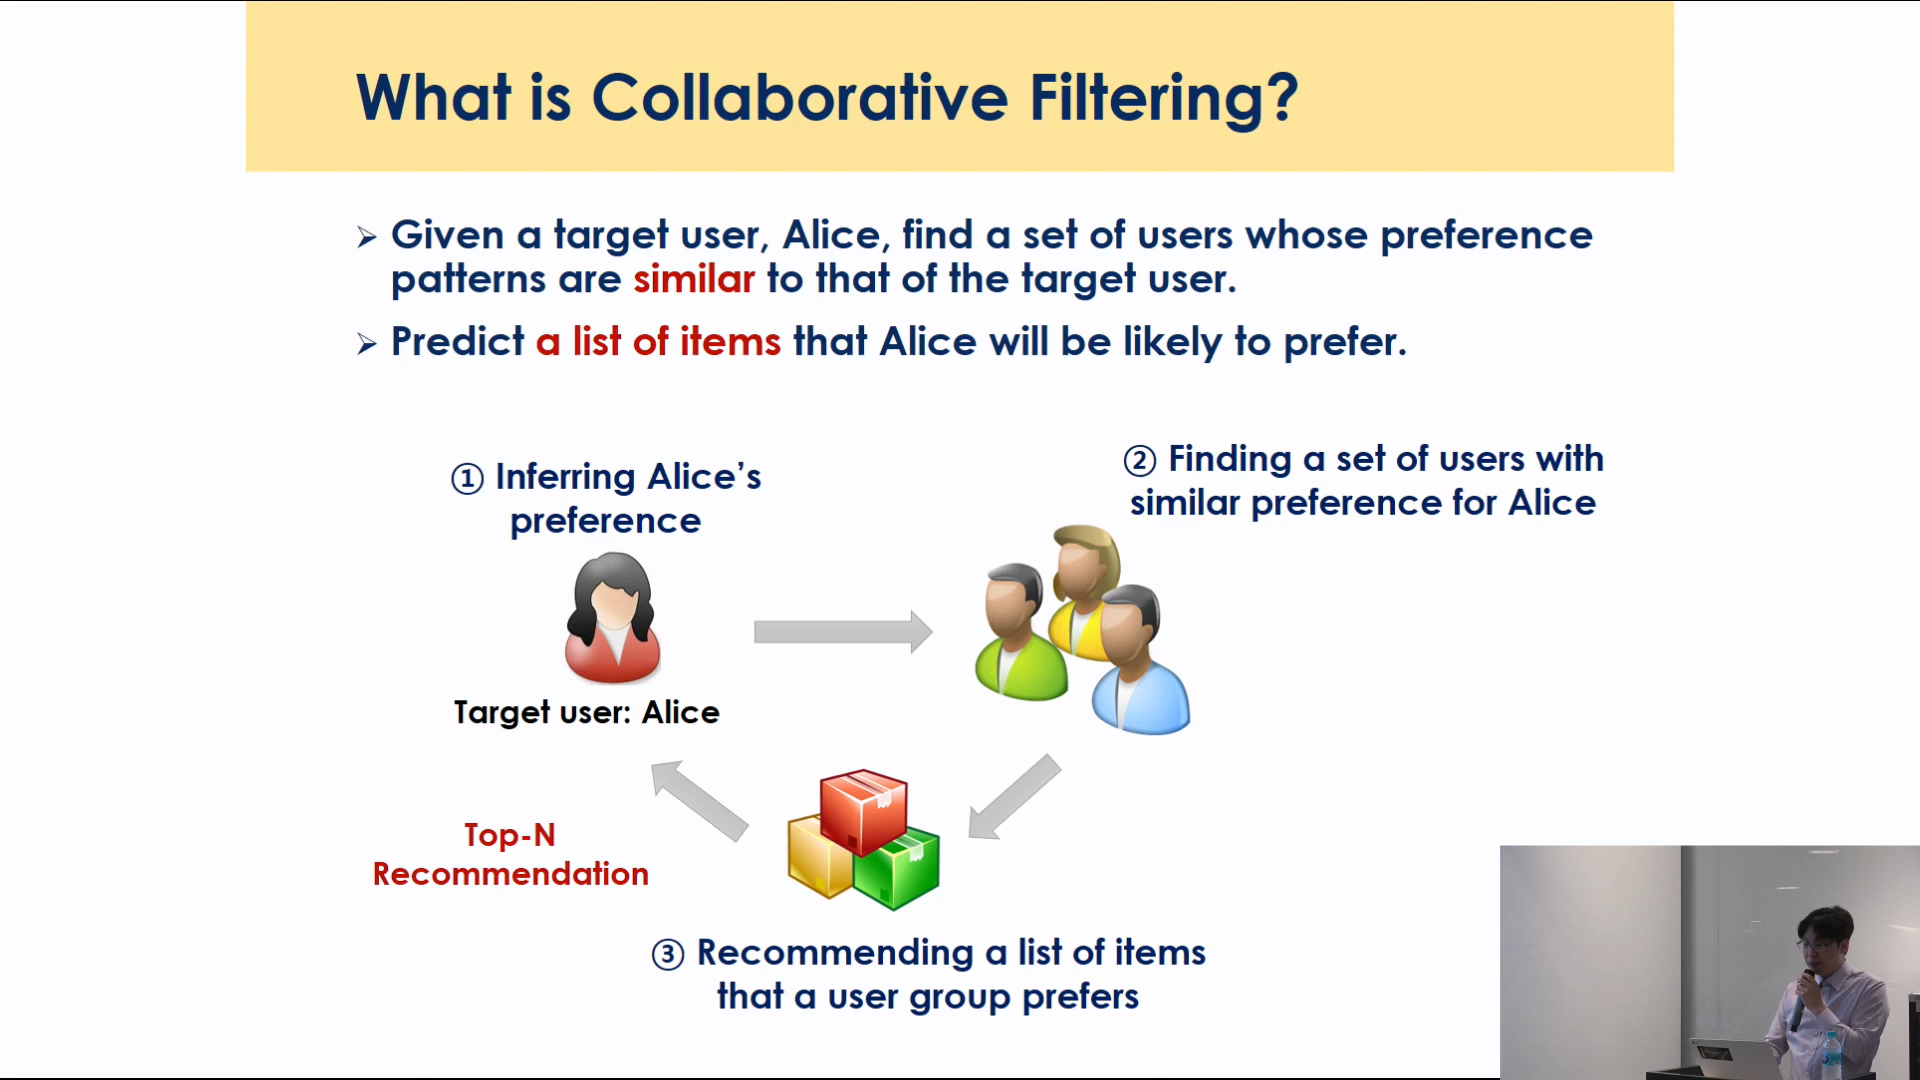 What is Collaborative Filtering?
➢ Given a target user, Alice, find a set of users whose preference
patterns are similar to that of the target user.
➢ Predict a list of items that Alice will be likely to prefer.
① Inferring Alice’s
preference
② Finding a set of users with
similar preference for Alice
Target user: Alice
Top-N
Recommendation
③ Recommending a list of items
that a user group prefers